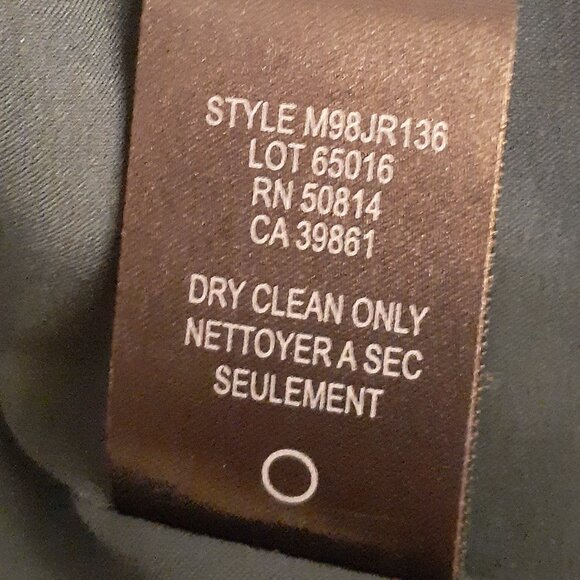 STYLE M98JR136
LOT 65016
RN 50814
CA 39861
DRY CLEAN ONLY
NETTOYER A SEC
SEULEMENT